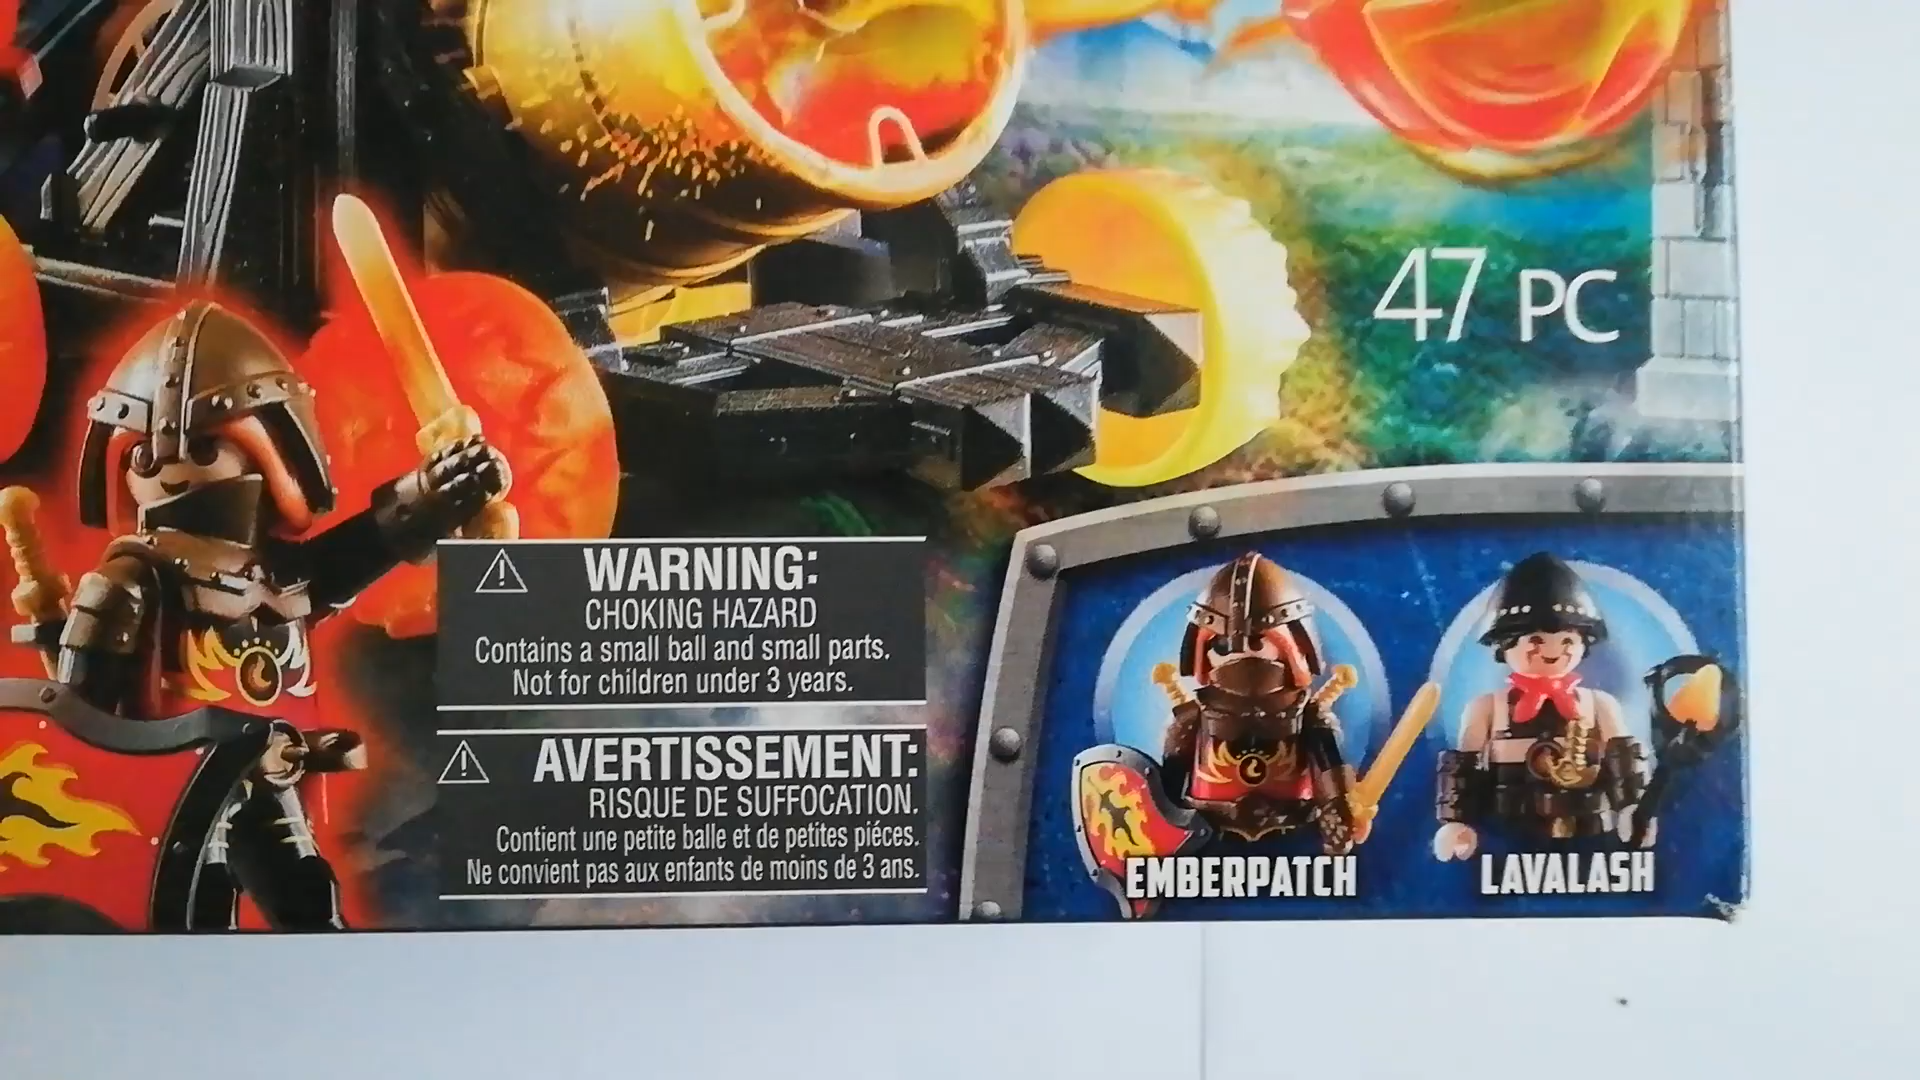 47 PC
WARNING:
CHOKING HAZARD
Contains a small ball and small parts.
Not for children under 3 years.
AVERTISSEMENT:
RISQUE DE SUFFOCATION.
Contient une petite balle et de petites piéces.
Ne convient pas aux enfants de moins de 3 ans.
EMBERPATCH
LAVALASH